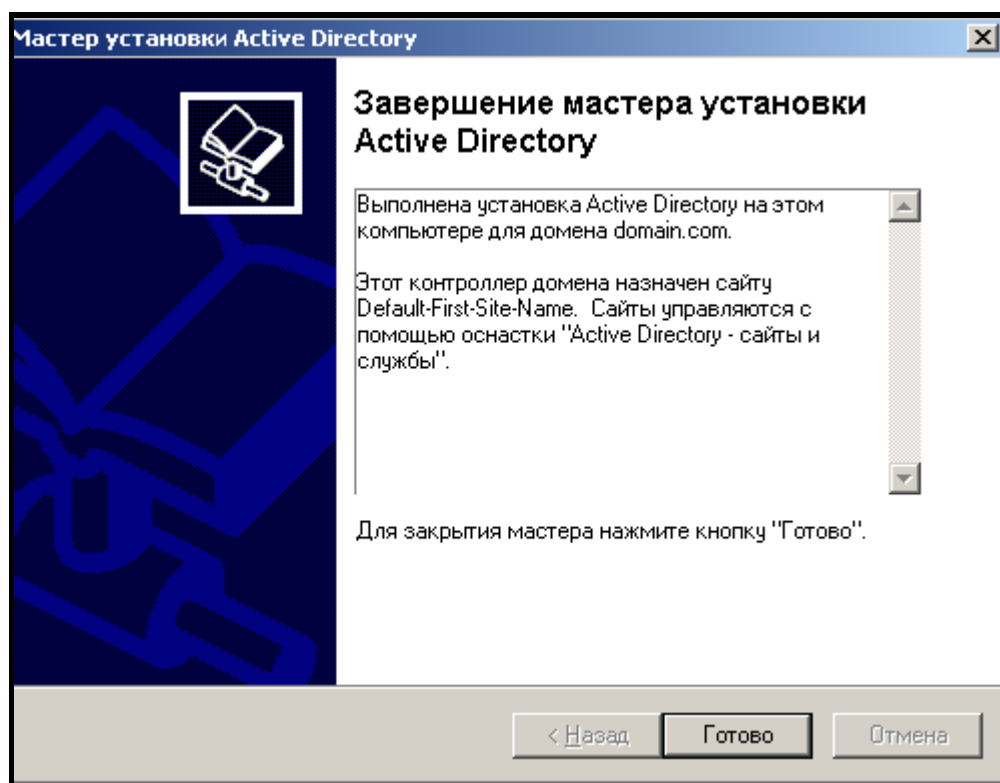 Мастер установки Active Directory
Завершение мастера установки
Active Directory
Выполнена установка Active Directory на этом
компьютере для домена domain.com.
Этот контроллер домена назначен сайту
Default-First-Site-Name. Сайты управляются с
помощью оснастки "Active Directory - сайты и
службы".
Для закрытия мастера нажмите кнопку "Готово".
< Назад
Готово
Отмена